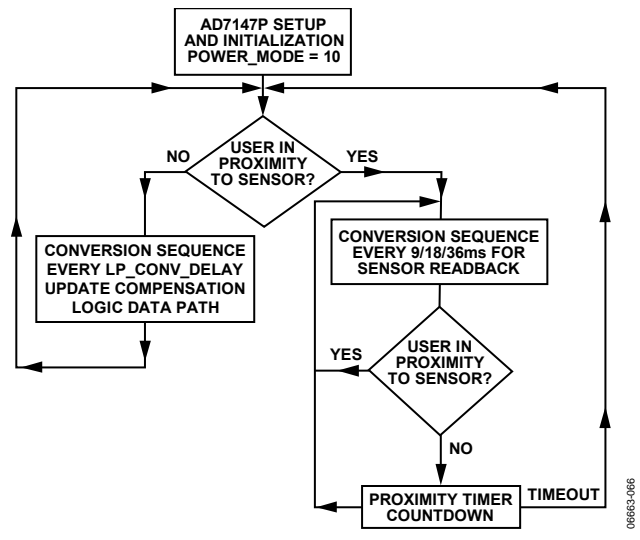 AD7147P SETUP
AND INITIALIZATION
POWER_MODE = 10
USER IN
PROXIMITY
TO SENSOR?
NO
YES
CONVERSION SEQUENCE
EVERY LP_CONV_DELAY
UPDATE COMPENSATION
LOGIC DATA PATH
CONVERSION SEQUENCE
EVERY 9/18/36ms FOR
SENSOR READBACK
USER IN
PROXIMITY
TO SENSOR?
YES
NO
PROXIMITY TIMER
COUNTDOWN
TIMEOUT
06663-066